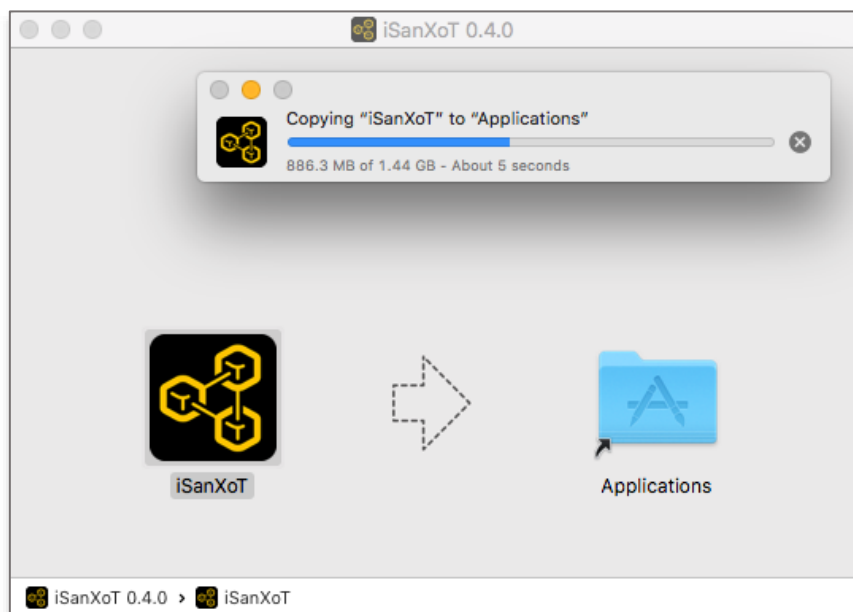 iSanXoT 0.4.0
Copying “iSanXoT” to “Applications”
886.3 MB of 1.44 GB - About 5 seconds
iSanXoT
Applications
iSanXoT 0.4.0 › iSanXoT